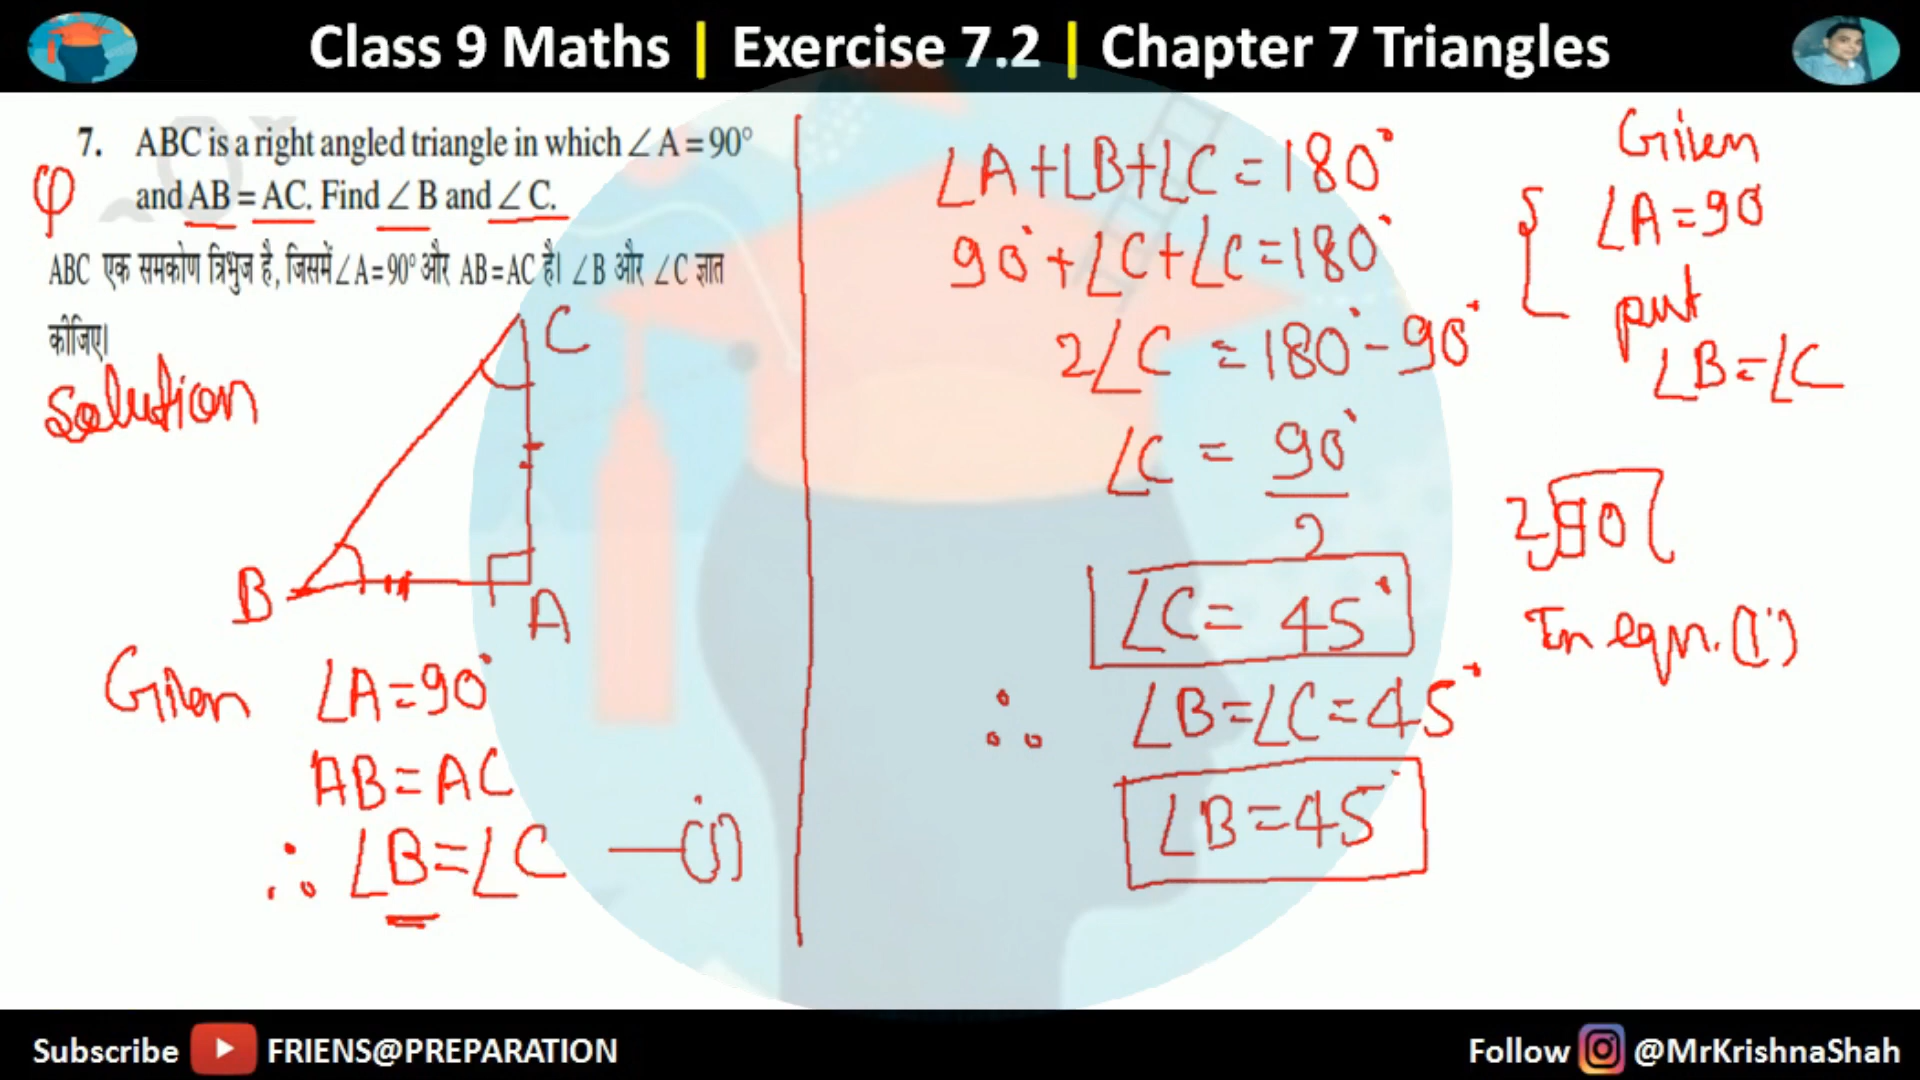 Class 9 Maths | Exercise 7.2 | Chapter 7 Triangles
7. ABC is a right angled triangle in which ∠ A = 90°
and AB = AC. Find ∠ B and ∠ C.
ABC एक समकोण त्रिभुज है, जिसमें ∠A = 90° और AB = AC है। ∠B और ∠C ज्ञात
कीजिए।
Solution
C
B
A
Given ∠A=90°
AB=AC
∴ ∠B=∠C —(i)
∠A+∠B+∠C=180°
90°+∠C+∠C=180°
2∠C =180°-90°
∠C = 90°
2
∠C= 45°
∴ ∠B=∠C=45°
∠B=45°
Given
∠A=90
put
∠B=∠C
In eqn.(i)
Subscribe FRIENS@PREPARATION
Follow @MrKrishnaShah